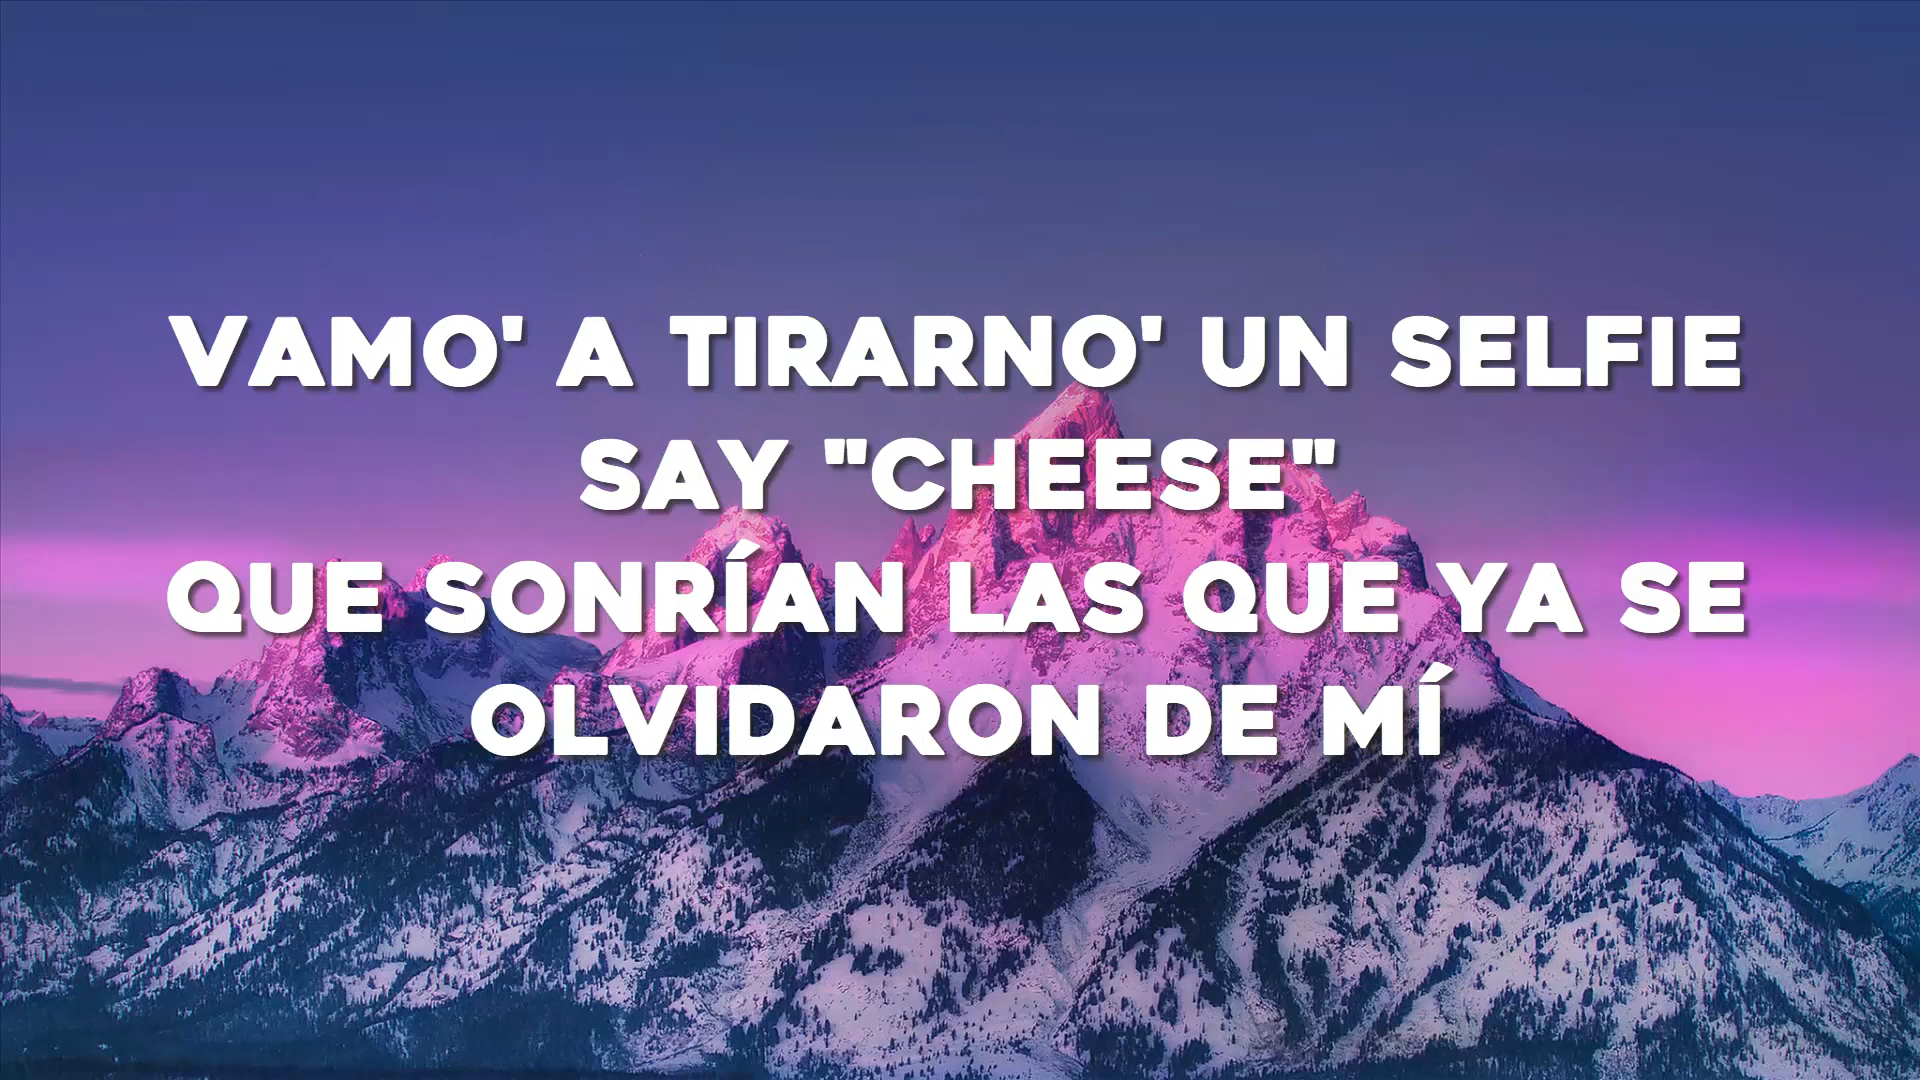 VAMO' A TIRARNO' UN SELFIE
SAY "CHEESE"
QUE SONRÍAN LAS QUE YA SE
OLVIDARON DE MÍ